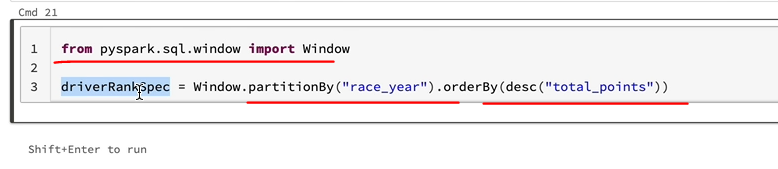 Cmd 21
1 from pyspark.sql.window import Window
2
3 driverRankSpec = Window.partitionBy("race_year").orderBy(desc("total_points"))
Shift+Enter to run